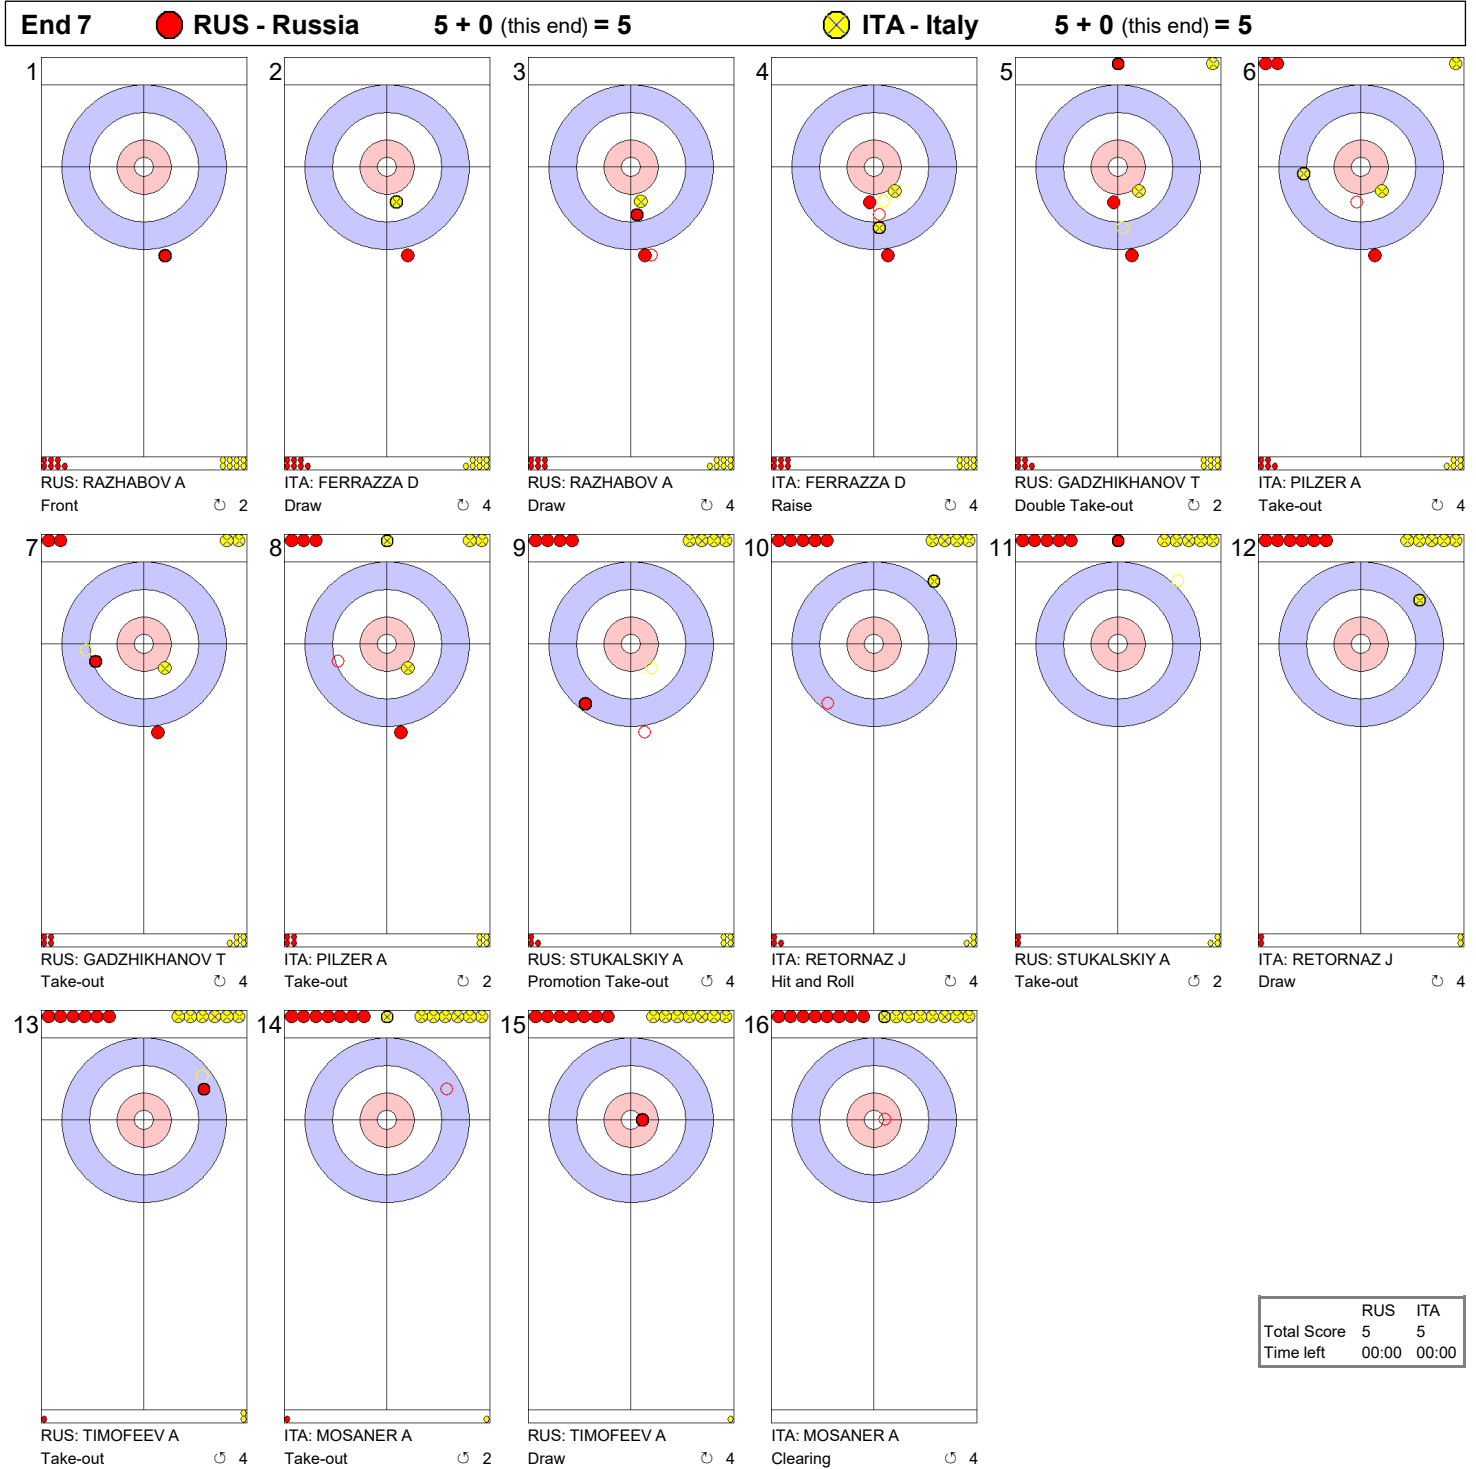 End 7 RUS - Russia 5 + 0 (this end) = 5 ITA - Italy 5 + 0 (this end) = 5
1 2 3 4 5 6
RUS: RAZHABOV A ITA: FERRAZZA D RUS: RAZHABOV A ITA: FERRAZZA D RUS: GADZHIKHANOV T ITA: PILZER A
Front ↻ 2 Draw ↻ 4 Draw ↻ 4 Raise ↻ 4 Double Take-out ↻ 2 Take-out ↻ 4
7 8 9 10 11 12
RUS: GADZHIKHANOV T ITA: PILZER A RUS: STUKALSKIY A ITA: RETORNAZ J RUS: STUKALSKIY A ITA: RETORNAZ J
Take-out ↻ 4 Take-out ↻ 2 Promotion Take-out ↺ 4 Hit and Roll ↻ 4 Take-out ↺ 2 Draw ↻ 4
13 14 15 16
RUS ITA
Total Score 5 5
Time left 00:00 00:00
RUS: TIMOFEEV A ITA: MOSANER A RUS: TIMOFEEV A ITA: MOSANER A
Take-out ↺ 4 Take-out ↺ 2 Draw ↺ 4 Clearing ↺ 4